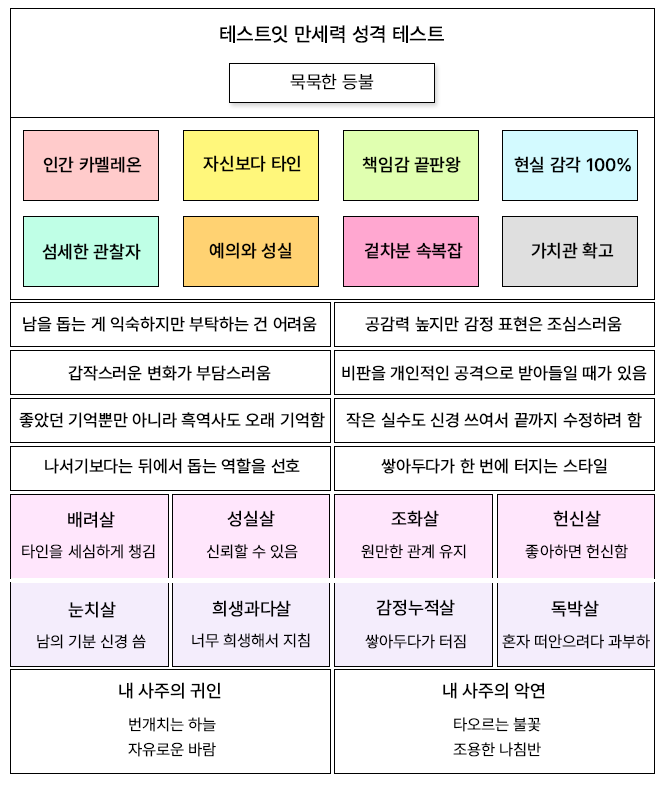 테스트잇 만세력 성격 테스트
묵묵한 등불
인간 카멜레온
자신보다 타인
책임감 끝판왕
현실 감각 100%
섬세한 관찰자
예의와 성실
겉차분 속복잡
가치관 확고
남을 돕는 게 익숙하지만 부탁하는 건 어려움
공감력 높지만 감정 표현은 조심스러움
갑작스러운 변화가 부담스러움
비판을 개인적인 공격으로 받아들일 때가 있음
좋았던 기억뿐만 아니라 흑역사도 오래 기억함
작은 실수도 신경 쓰여서 끝까지 수정하려 함
나서기보다는 뒤에서 돕는 역할을 선호
쌓아두다가 한 번에 터지는 스타일
배려살
타인을 세심하게 챙김
성실살
신뢰할 수 있음
조화살
원만한 관계 유지
헌신살
좋아하면 헌신함
눈치살
남의 기분 신경 씀
희생과다살
너무 희생해서 지침
감정누적살
쌓아두다가 터짐
독박살
혼자 떠안으려다 과부하
내 사주의 귀인
번개치는 하늘
자유로운 바람
내 사주의 악연
타오르는 불꽃
조용한 나침반